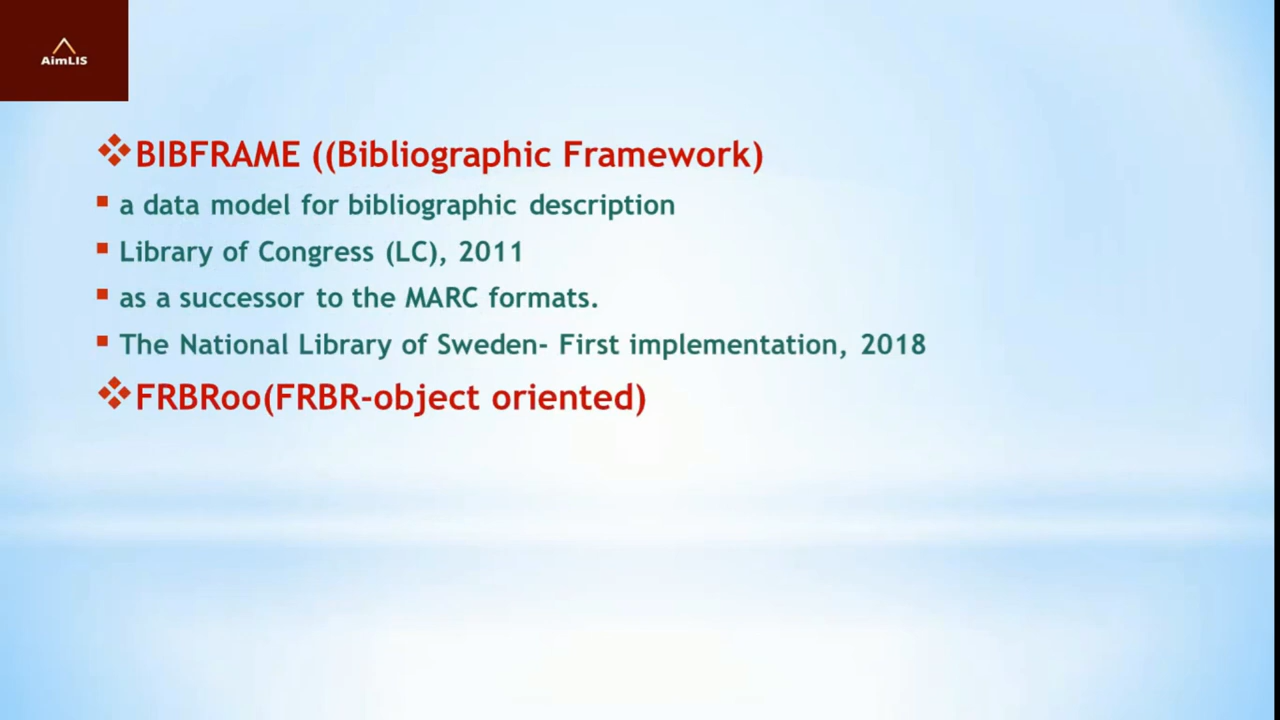 AimLIS
BIBFRAME ((Bibliographic Framework)
a data model for bibliographic description
Library of Congress (LC), 2011
as a successor to the MARC formats.
The National Library of Sweden- First implementation, 2018
FRBRoo(FRBR-object oriented)